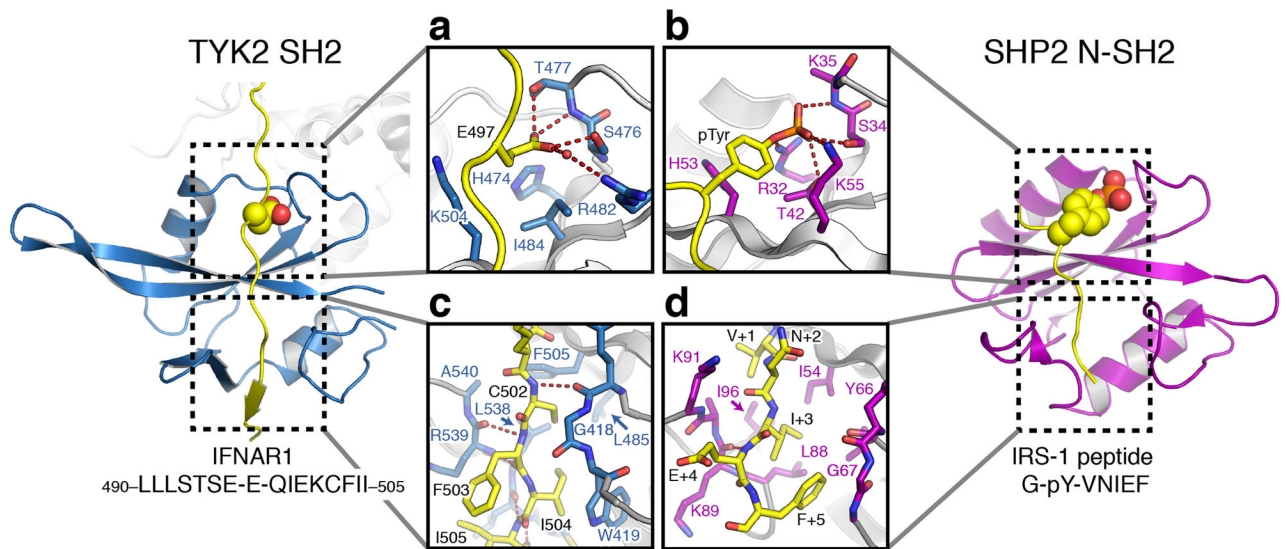 TYK2 SH2
a
T477
E497
S476
H474
R482
K504
I484
b
K35
pTyr
S34
H53
R32
K55
T42
SHP2 N-SH2
c
F505
A540
C502
L538
G418
L485
R539
F503
I504
I505
W419
d
V+1
N+2
K91
I54
I96
Y66
I+3
L88
E+4
G67
K89
F+5
IFNAR1
490–LLLSTSE-E-QIEKCFII–505
IRS-1 peptide
G-pY-VNIEF